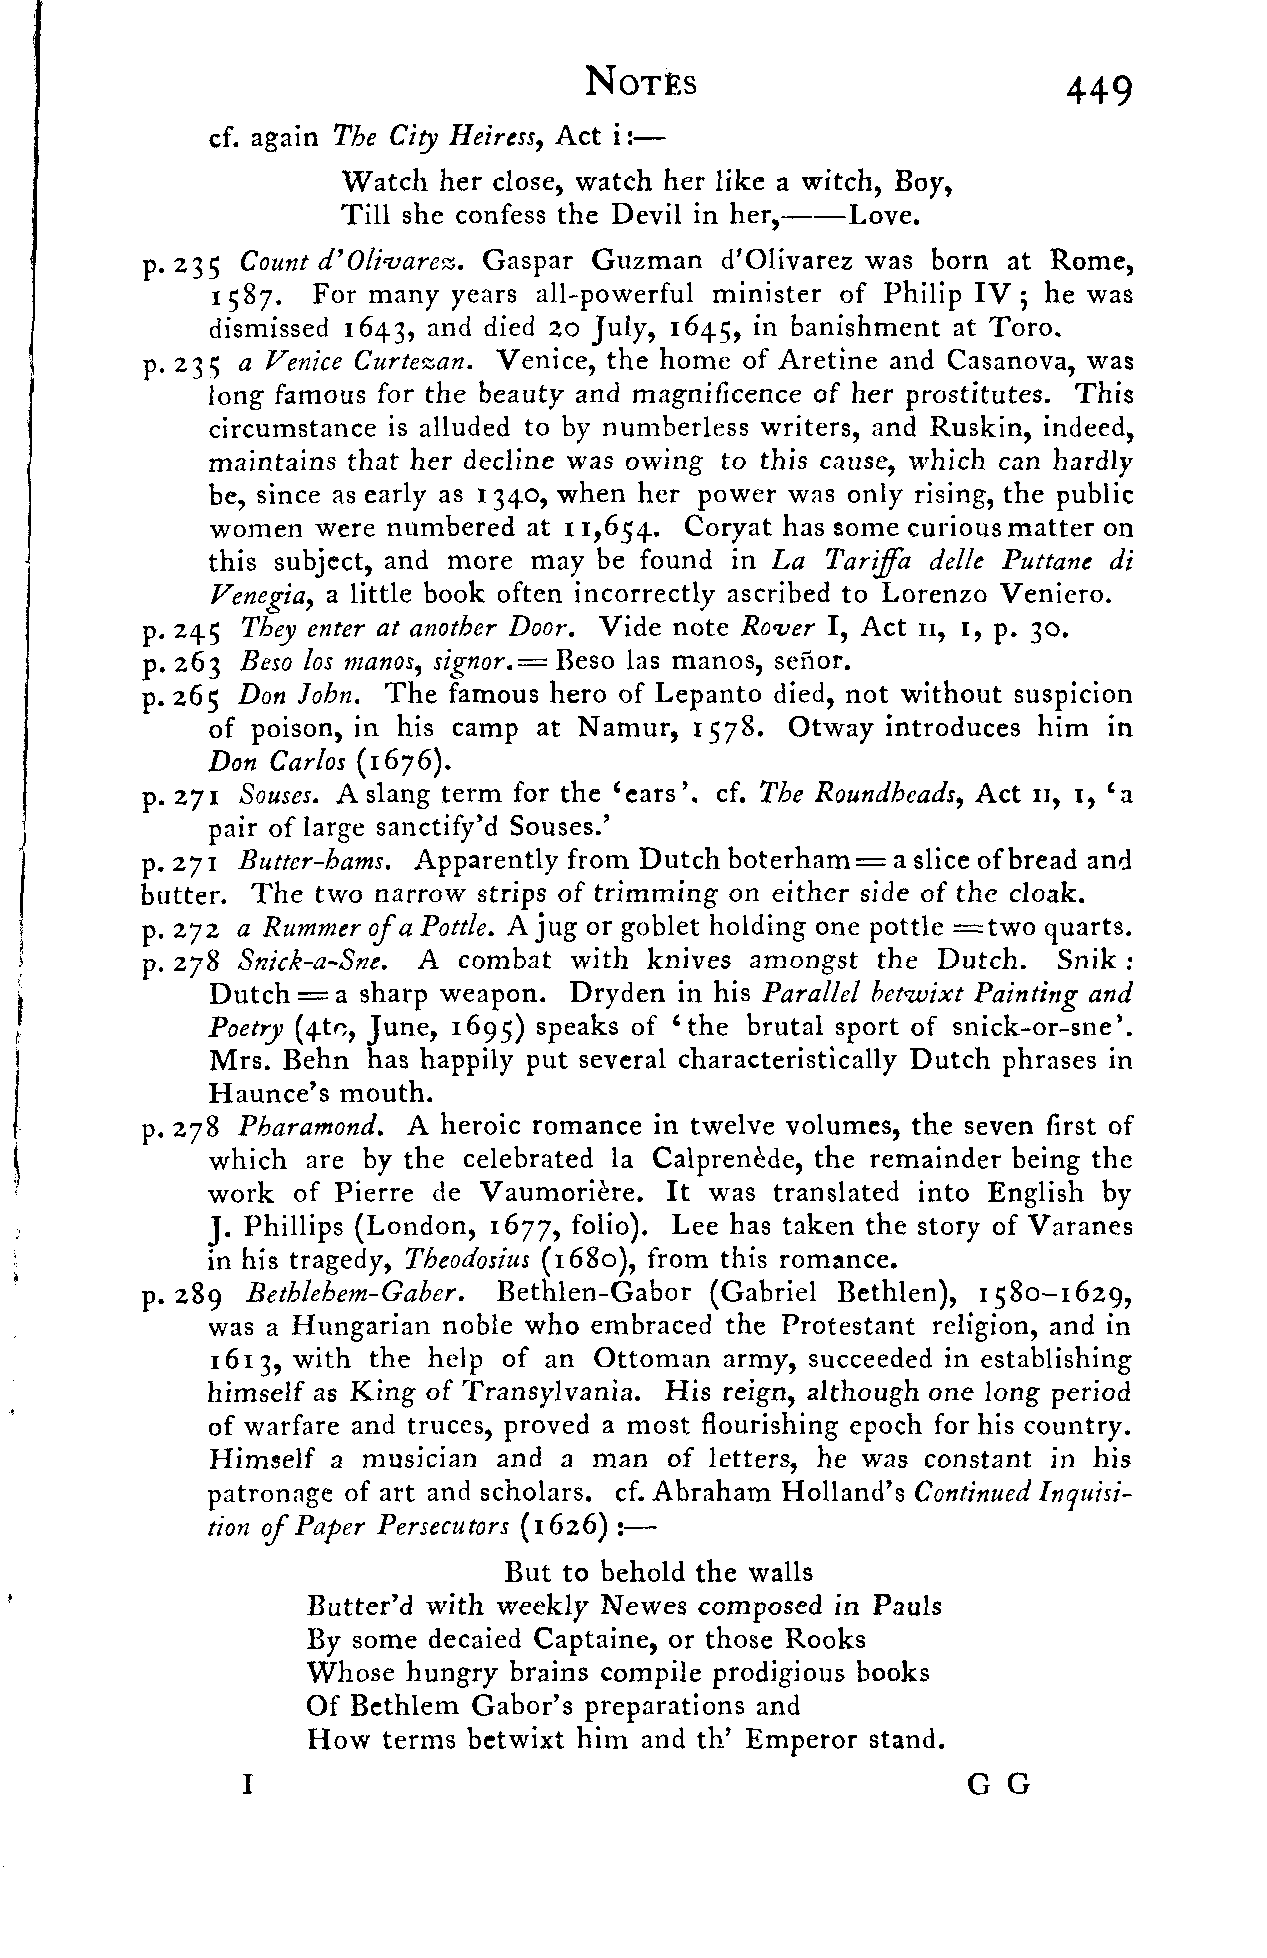 NOTES 449
cf. again The City Heiress, Act i:—
Watch her close, watch her like a witch, Boy,
Till she confess the Devil in her,——Love.
p. 235 Count d'Olivarez. Gaspar Guzman d'Olivarez was born at Rome,
1587. For many years all-powerful minister of Philip IV; he was
dismissed 1643, and died 20 July, 1645, in banishment at Toro.
p. 235 a Venice Curtezan. Venice, the home of Aretine and Casanova, was
long famous for the beauty and magnificence of her prostitutes. This
circumstance is alluded to by numberless writers, and Ruskin, indeed,
maintains that her decline was owing to this cause, which can hardly
be, since as early as 1340, when her power was only rising, the public
women were numbered at 11,654. Coryat has some curious matter on
this subject, and more may be found in La Tariffa delle Puttane di
Venegia, a little book often incorrectly ascribed to Lorenzo Veniero.
p. 245 They enter at another Door. Vide note Rover I, Act II, I, p. 30.
p. 263 Beso los manos, signor.= Beso las manos, señor.
p. 265 Don John. The famous hero of Lepanto died, not without suspicion
of poison, in his camp at Namur, 1578. Otway introduces him in
Don Carlos (1676).
p. 271 Souses. A slang term for the 'ears'. cf. The Roundheads, Act II, I, 'a
pair of large sanctify'd Souses.'
p. 271 Butter-hams. Apparently from Dutch boterham= a slice of bread and
butter. The two narrow strips of trimming on either side of the cloak.
p. 272 a Rummer of a Pottle. A jug or goblet holding one pottle =two quarts.
p. 278 Snick-a-Sne. A combat with knives amongst the Dutch. Snik:
Dutch = a sharp weapon. Dryden in his Parallel betwixt Painting and
Poetry (4to, June, 1695) speaks of 'the brutal sport of snick-or-sne'.
Mrs. Behn has happily put several characteristically Dutch phrases in
Haunce's mouth.
p. 278 Pharamond. A heroic romance in twelve volumes, the seven first of
which are by the celebrated la Calprenède, the remainder being the
work of Pierre de Vaumorière. It was translated into English by
J. Phillips (London, 1677, folio). Lee has taken the story of Varanes
in his tragedy, Theodosius (1680), from this romance.
p. 289 Bethlehem-Gaber. Bethlen-Gabor (Gabriel Bethlen), 1580–1629,
was a Hungarian noble who embraced the Protestant religion, and in
1613, with the help of an Ottoman army, succeeded in establishing
himself as King of Transylvania. His reign, although one long period
of warfare and truces, proved a most flourishing epoch for his country.
Himself a musician and a man of letters, he was constant in his
patronage of art and scholars. cf. Abraham Holland's Continued Inquisi-
tion of Paper Persecutors (1626):—
But to behold the walls
Butter'd with weekly Newes composed in Pauls
By some decaied Captaine, or those Rooks
Whose hungry brains compile prodigious books
Of Bethlem Gabor's preparations and
How terms betwixt him and th' Emperor stand.
I G G